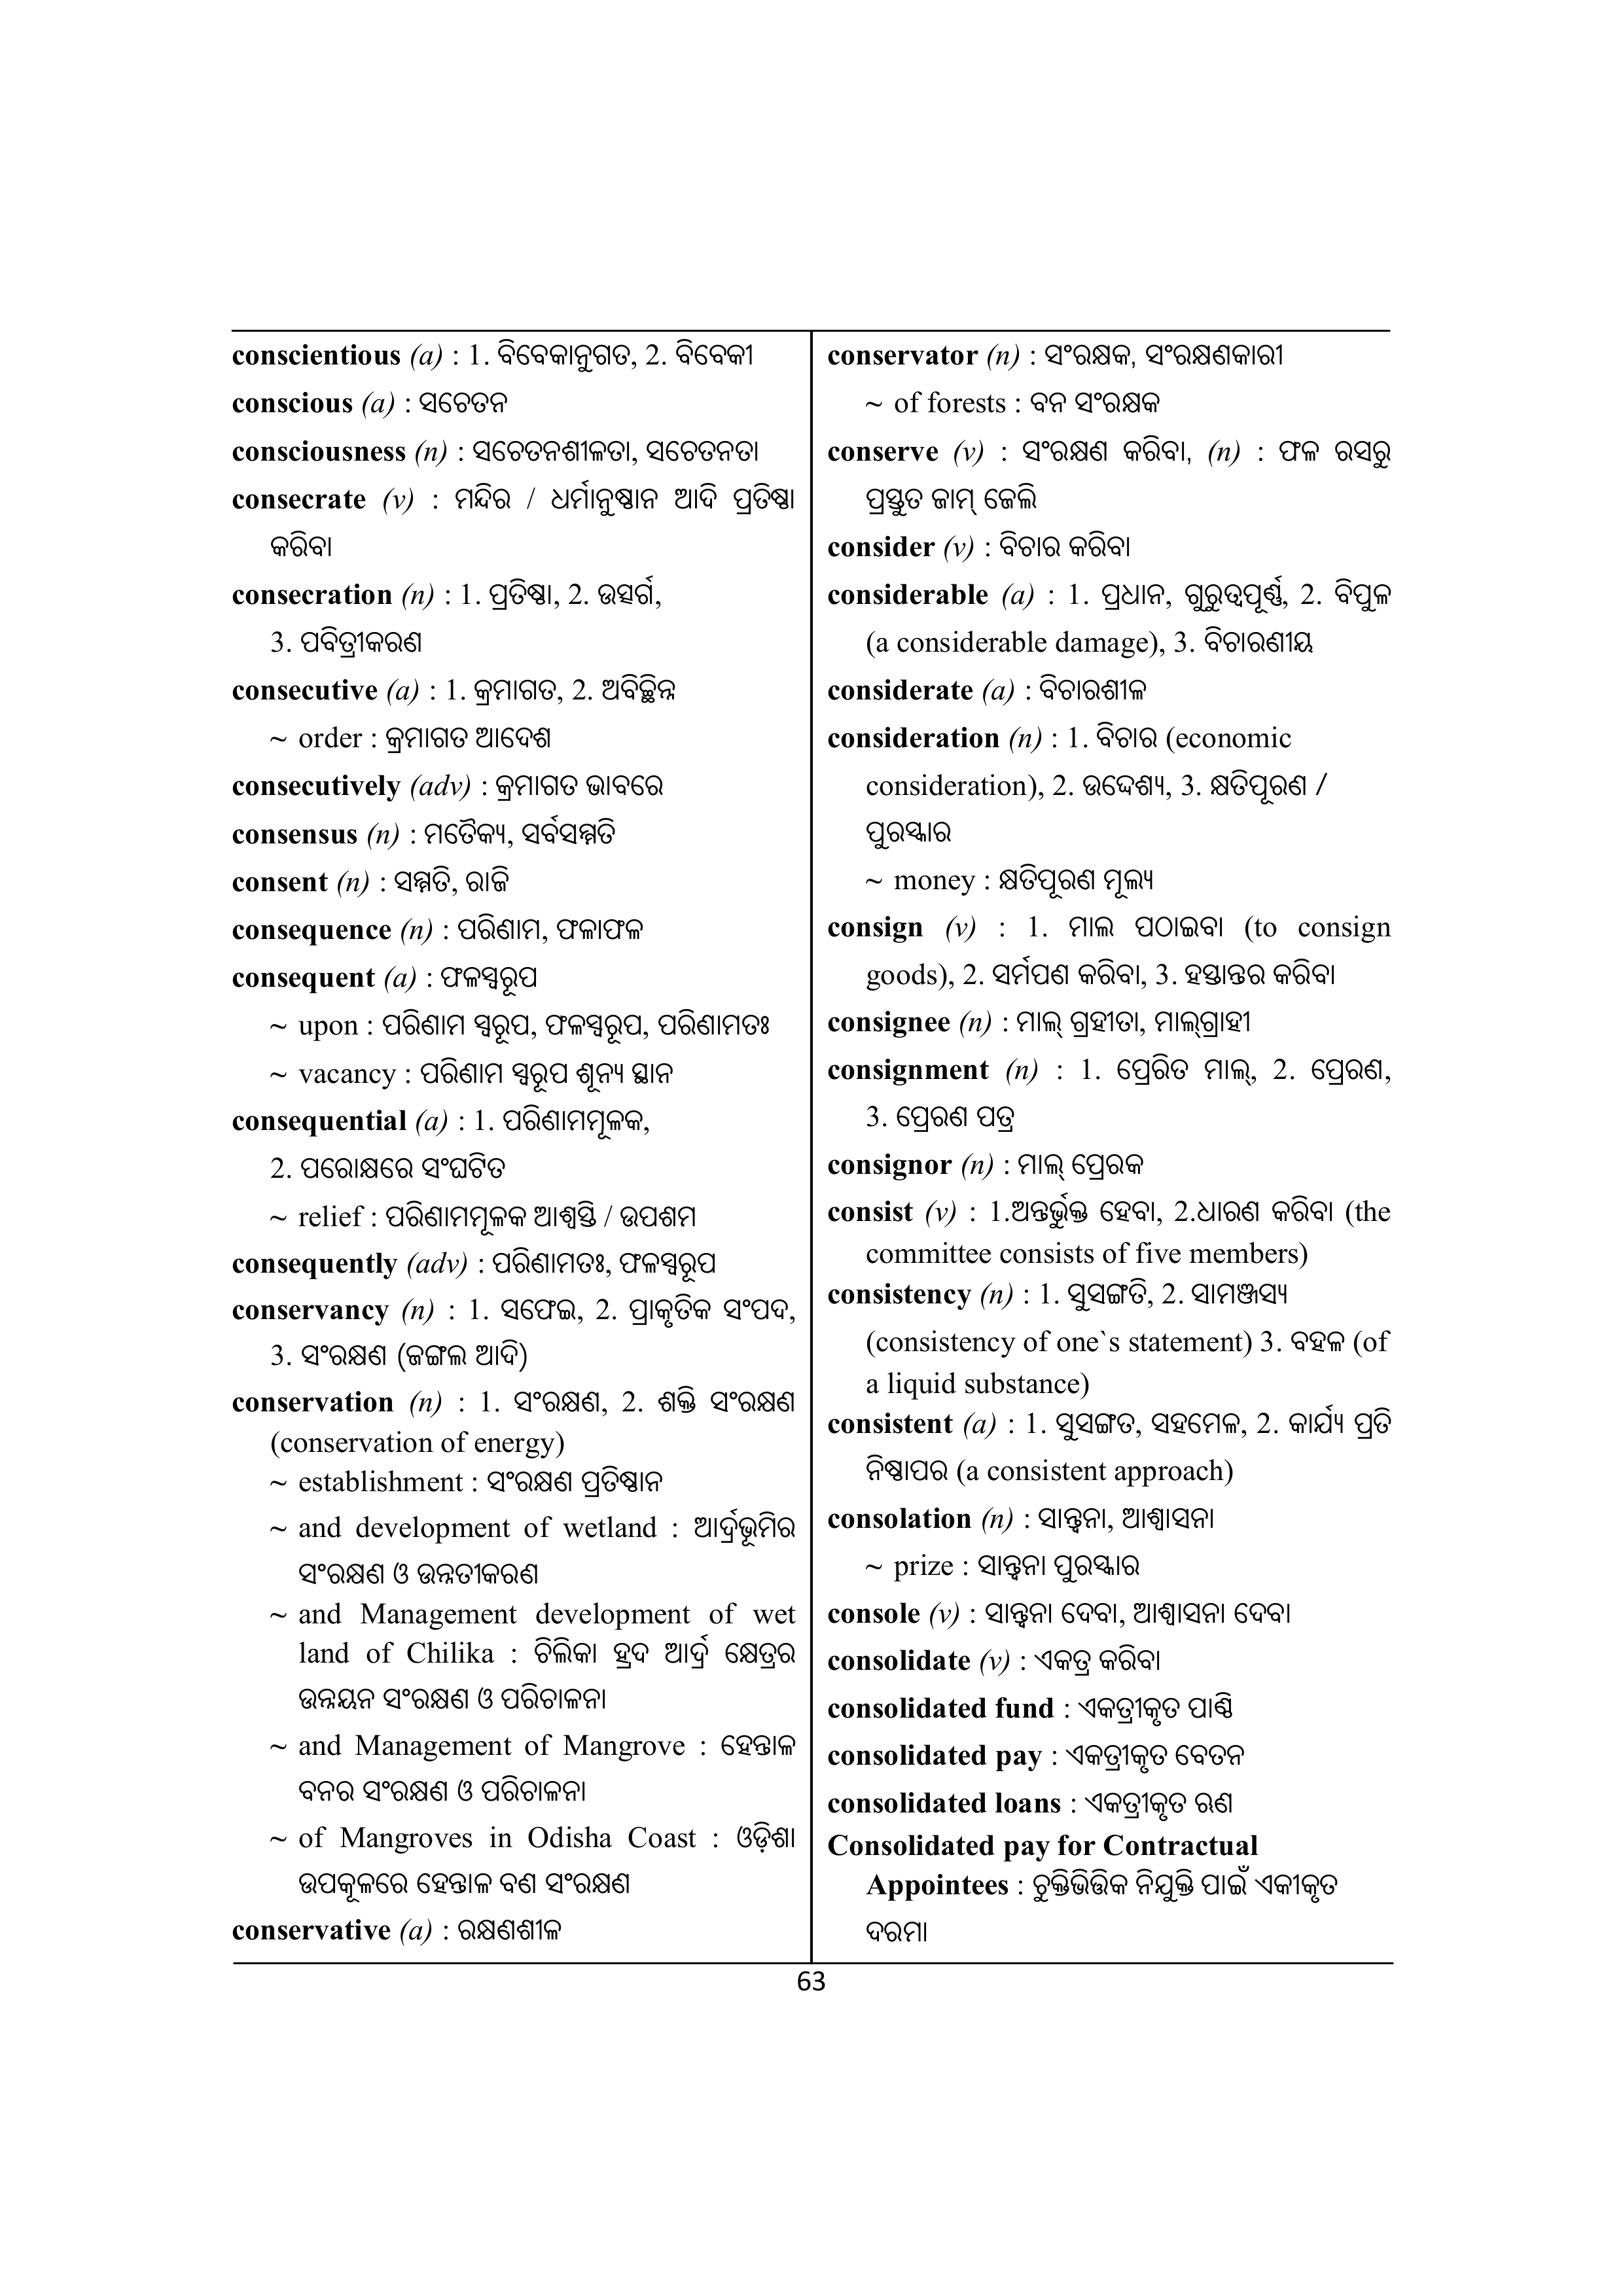 conscientious (a) : 1. ବିବେକାନୁଗତ, 2. ବିବେକୀ
conscious (a) : ସଚେତନ
consciousness (n) : ସଚେତନଶୀଳତା, ସଚେତନତା
consecrate (v) : ମନ୍ଦିର / ଧର୍ମାନୁଷ୍ଠାନ ଆଦି ପ୍ରତିଷ୍ଠା
କରିବା
consecration (n) : 1. ପ୍ରତିଷ୍ଠା, 2. ଉତ୍ସର୍ଗ,
3. ପବିତ୍ରୀକରଣ
consecutive (a) : 1. କ୍ରମାଗତ, 2. ଅବିଚ୍ଛିନ୍ନ
~ order : କ୍ରମାଗତ ଆଦେଶ
consecutively (adv) : କ୍ରମାଗତ ଭାବରେ
consensus (n) : ମତୈକ୍ୟ, ସର୍ବସମ୍ମତି
consent (n) : ସମ୍ମତି, ରାଜି
consequence (n) : ପରିଣାମ, ଫଳାଫଳ
consequent (a) : ଫଳସ୍ୱରୂପ
~ upon : ପରିଣାମ ସ୍ୱରୂପ, ଫଳସ୍ୱରୂପ, ପରିଣାମତଃ
~ vacancy : ପରିଣାମ ସ୍ୱରୂପ ଶୂନ୍ୟ ସ୍ଥାନ
consequential (a) : 1. ପରିଣାମମୂଳକ,
2. ପରୋକ୍ଷରେ ସଂଘଟିତ
~ relief : ପରିଣାମମୂଳକ ଆଶ୍ୱସ୍ତି / ଉପଶମ
consequently (adv) : ପରିଣାମତଃ, ଫଳସ୍ୱରୂପ
conservancy (n) : 1. ସଫେଇ, 2. ପ୍ରାକୃତିକ ସଂପଦ,
3. ସଂରକ୍ଷଣ (ଜଙ୍ଗଲ ଆଦି)
conservation (n) : 1. ସଂରକ୍ଷଣ, 2. ଶକ୍ତି ସଂରକ୍ଷଣ
(conservation of energy)
~ establishment : ସଂରକ୍ଷଣ ପ୍ରତିଷ୍ଠାନ
~ and development of wetland : ଆର୍ଦ୍ରଭୂମିର
ସଂରକ୍ଷଣ ଓ ଉନ୍ନତୀକରଣ
~ and Management development of wet
land of Chilika : ଚିଲିକା ହ୍ରଦ ଆର୍ଦ୍ର କ୍ଷେତ୍ରର
ଉନ୍ନୟନ ସଂରକ୍ଷଣ ଓ ପରିଚାଳନା
~ and Management of Mangrove : ହେନ୍ତାଳ
ବନର ସଂରକ୍ଷଣ ଓ ପରିଚାଳନା
~ of Mangroves in Odisha Coast : ଓଡ଼ିଶା
ଉପକୂଳରେ ହେନ୍ତାଳ ବଣ ସଂରକ୍ଷଣ
conservative (a) : ରକ୍ଷଣଶୀଳ
conservator (n) : ସଂରକ୍ଷକ, ସଂରକ୍ଷଣକାରୀ
~ of forests : ବନ ସଂରକ୍ଷକ
conserve (v) : ସଂରକ୍ଷଣ କରିବା, (n) : ଫଳ ରସରୁ
ପ୍ରସ୍ତୁତ ଜାମ୍ ଜେଲି
consider (v) : ବିଚାର କରିବା
considerable (a) : 1. ପ୍ରଧାନ, ଗୁରୁତ୍ୱପୂର୍ଣ୍ଣ, 2. ବିପୁଳ
(a considerable damage), 3. ବିଚାରଣୀୟ
considerate (a) : ବିଚାରଶୀଳ
consideration (n) : 1. ବିଚାର (economic
consideration), 2. ଉଦ୍ଦେଶ୍ୟ, 3. କ୍ଷତିପୂରଣ /
ପୁରସ୍କାର
~ money : କ୍ଷତିପୂରଣ ମୂଲ୍ୟ
consign (v) : 1. ମାଲ ପଠାଇବା (to consign
goods), 2. ସର୍ମପଣ କରିବା, 3. ହସ୍ତାନ୍ତର କରିବା
consignee (n) : ମାଲ୍ ଗ୍ରହୀତା, ମାଲ୍‌ଗ୍ରାହୀ
consignment (n) : 1. ପ୍ରେରିତ ମାଲ୍, 2. ପ୍ରେରଣ,
3. ପ୍ରେରଣ ପତ୍ର
consignor (n) : ମାଲ୍ ପ୍ରେରକ
consist (v) : 1.ଅନ୍ତର୍ଭୁକ୍ତ ହେବା, 2.ଧାରଣ କରିବା (the
committee consists of five members)
consistency (n) : 1. ସୁସଙ୍ଗତି, 2. ସାମଞ୍ଜସ୍ୟ
(consistency of one`s statement) 3. ବହଳ (of
a liquid substance)
consistent (a) : 1. ସୁସଙ୍ଗତ, ସହମେଳ, 2. କାର୍ଯ୍ୟ ପ୍ରତି
ନିଷ୍ଠାପର (a consistent approach)
consolation (n) : ସାନ୍ତ୍ୱନା, ଆଶ୍ୱାସନା
~ prize : ସାନ୍ତ୍ୱନା ପୁରସ୍କାର
console (v) : ସାନ୍ତ୍ୱନା ଦେବା, ଆଶ୍ୱାସନା ଦେବା
consolidate (v) : ଏକତ୍ର କରିବା
consolidated fund : ଏକତ୍ରୀକୃତ ପାଣ୍ଠି
consolidated pay : ଏକତ୍ରୀକୃତ ବେତନ
consolidated loans : ଏକତ୍ରୀକୃତ ଋଣ
Consolidated pay for Contractual
Appointees : ଚୁକ୍ତିଭିତ୍ତିକ ନିଯୁକ୍ତି ପାଇଁ ଏକୀକୃତ
ଦରମା
63